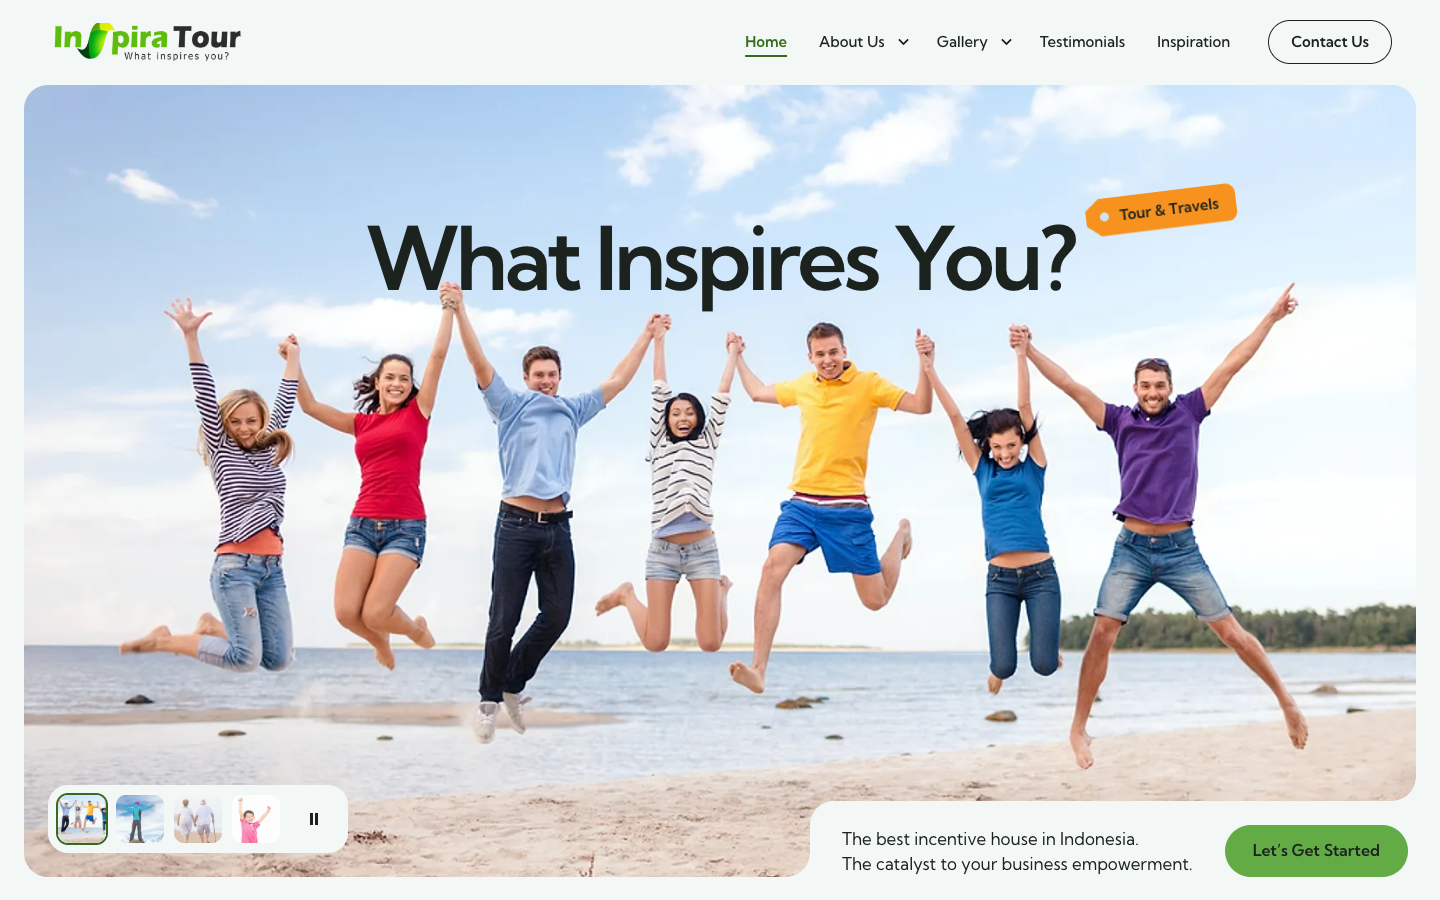 Inspira Tour
What inspires you?
Home
About Us
Gallery
Testimonials
Inspiration
Contact Us
Tour & Travels
What Inspires You?
The best incentive house in Indonesia.
The catalyst to your business empowerment.
Let’s Get Started